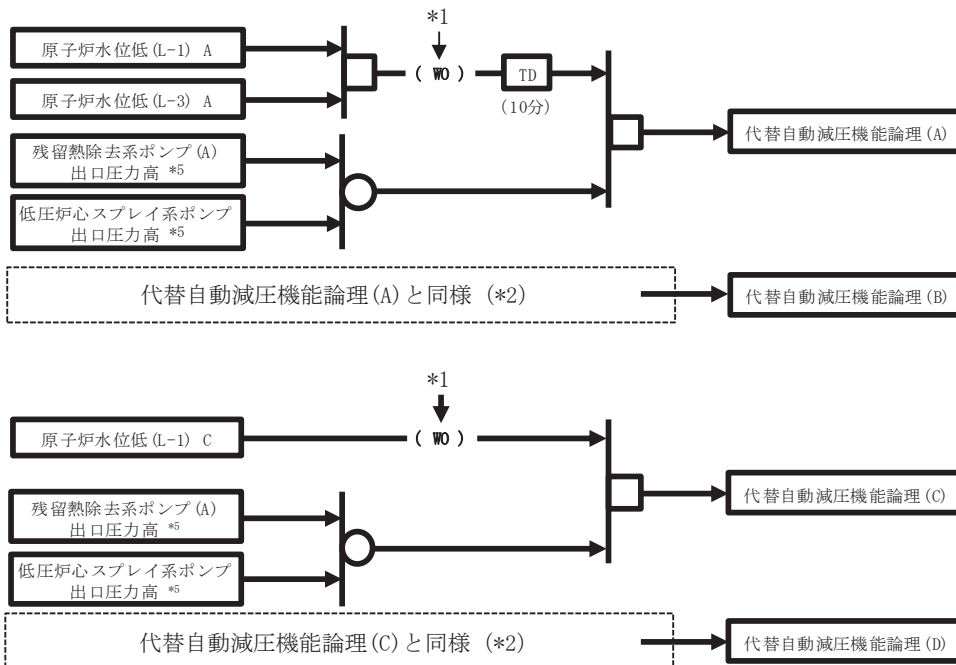 *1
原子炉水位低(L-1) A
( WO )
TD
原子炉水位低(L-3) A
(10分)
代替自動減圧機能論理(A)
残留熱除去系ポンプ(A)
出口圧力高 *5
低圧炉心スプレイ系ポンプ
出口圧力高 *5
代替自動減圧機能論理(A)と同様 (*2)
代替自動減圧機能論理(B)
*1
原子炉水位低(L-1) C
( WO )
代替自動減圧機能論理(C)
残留熱除去系ポンプ(A)
出口圧力高 *5
低圧炉心スプレイ系ポンプ
出口圧力高 *5
代替自動減圧機能論理(C)と同様 (*2)
代替自動減圧機能論理(D)